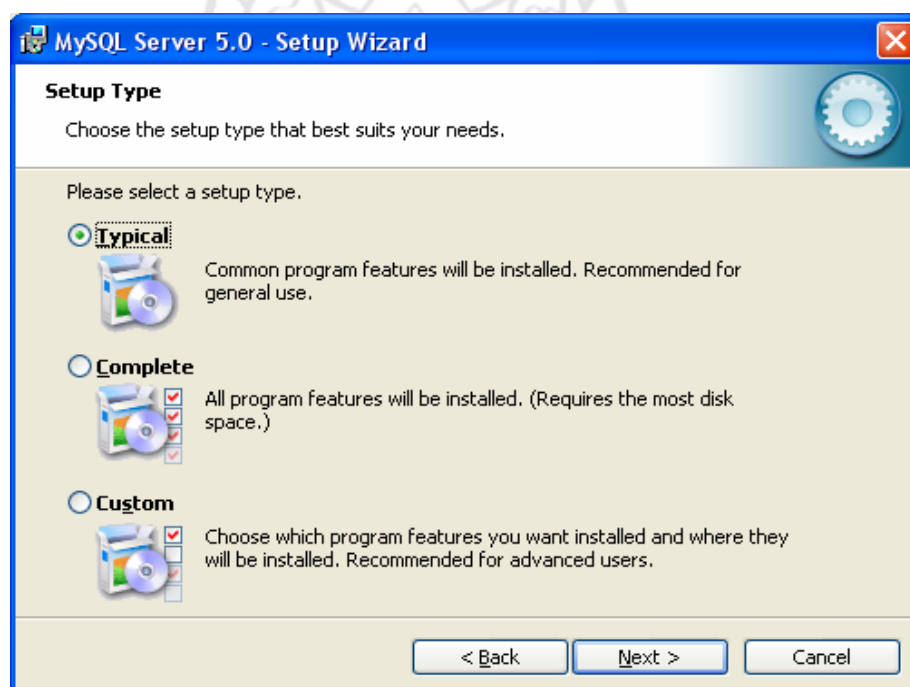 MySQL Server 5.0 - Setup Wizard
Setup Type
Choose the setup type that best suits your needs.
Please select a setup type.
Typical
Common program features will be installed. Recommended for
general use.
Complete
All program features will be installed. (Requires the most disk
space.)
Custom
Choose which program features you want installed and where they
will be installed. Recommended for advanced users.
< Back
Next >
Cancel